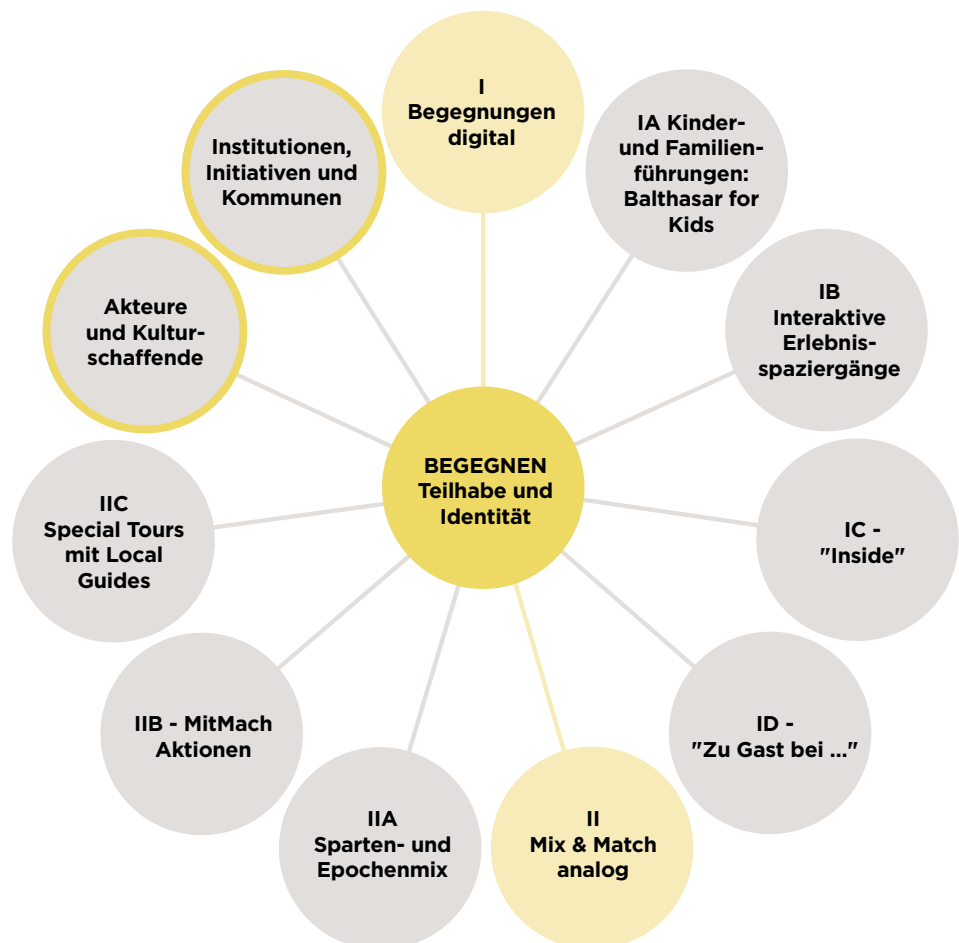 I
Begegnungen
digital
IA Kinder-
und Familien-
führungen:
Balthasar for
Kids
IB
Interaktive
Erlebnis-
spaziergänge
IC -
"Inside"
ID -
"Zu Gast bei ..."
II
Mix & Match
analog
IIA
Sparten- und
Epochenmix
IIB - MitMach
Aktionen
IIC
Special Tours
mit Local
Guides
Akteure
und Kultur-
schaffende
Institutionen,
Initiativen und
Kommunen
BEGEGNEN
Teilhabe und
Identität